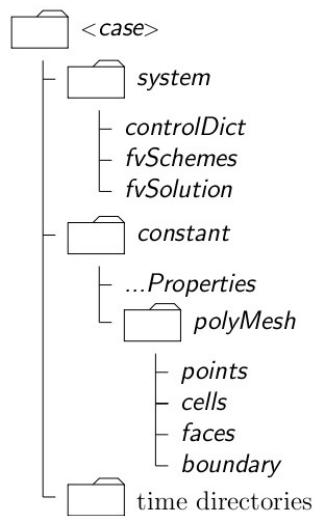 <case>
system
controlDict
fvSchemes
fvSolution
constant
...Properties
polyMesh
points
cells
faces
boundary
time directories